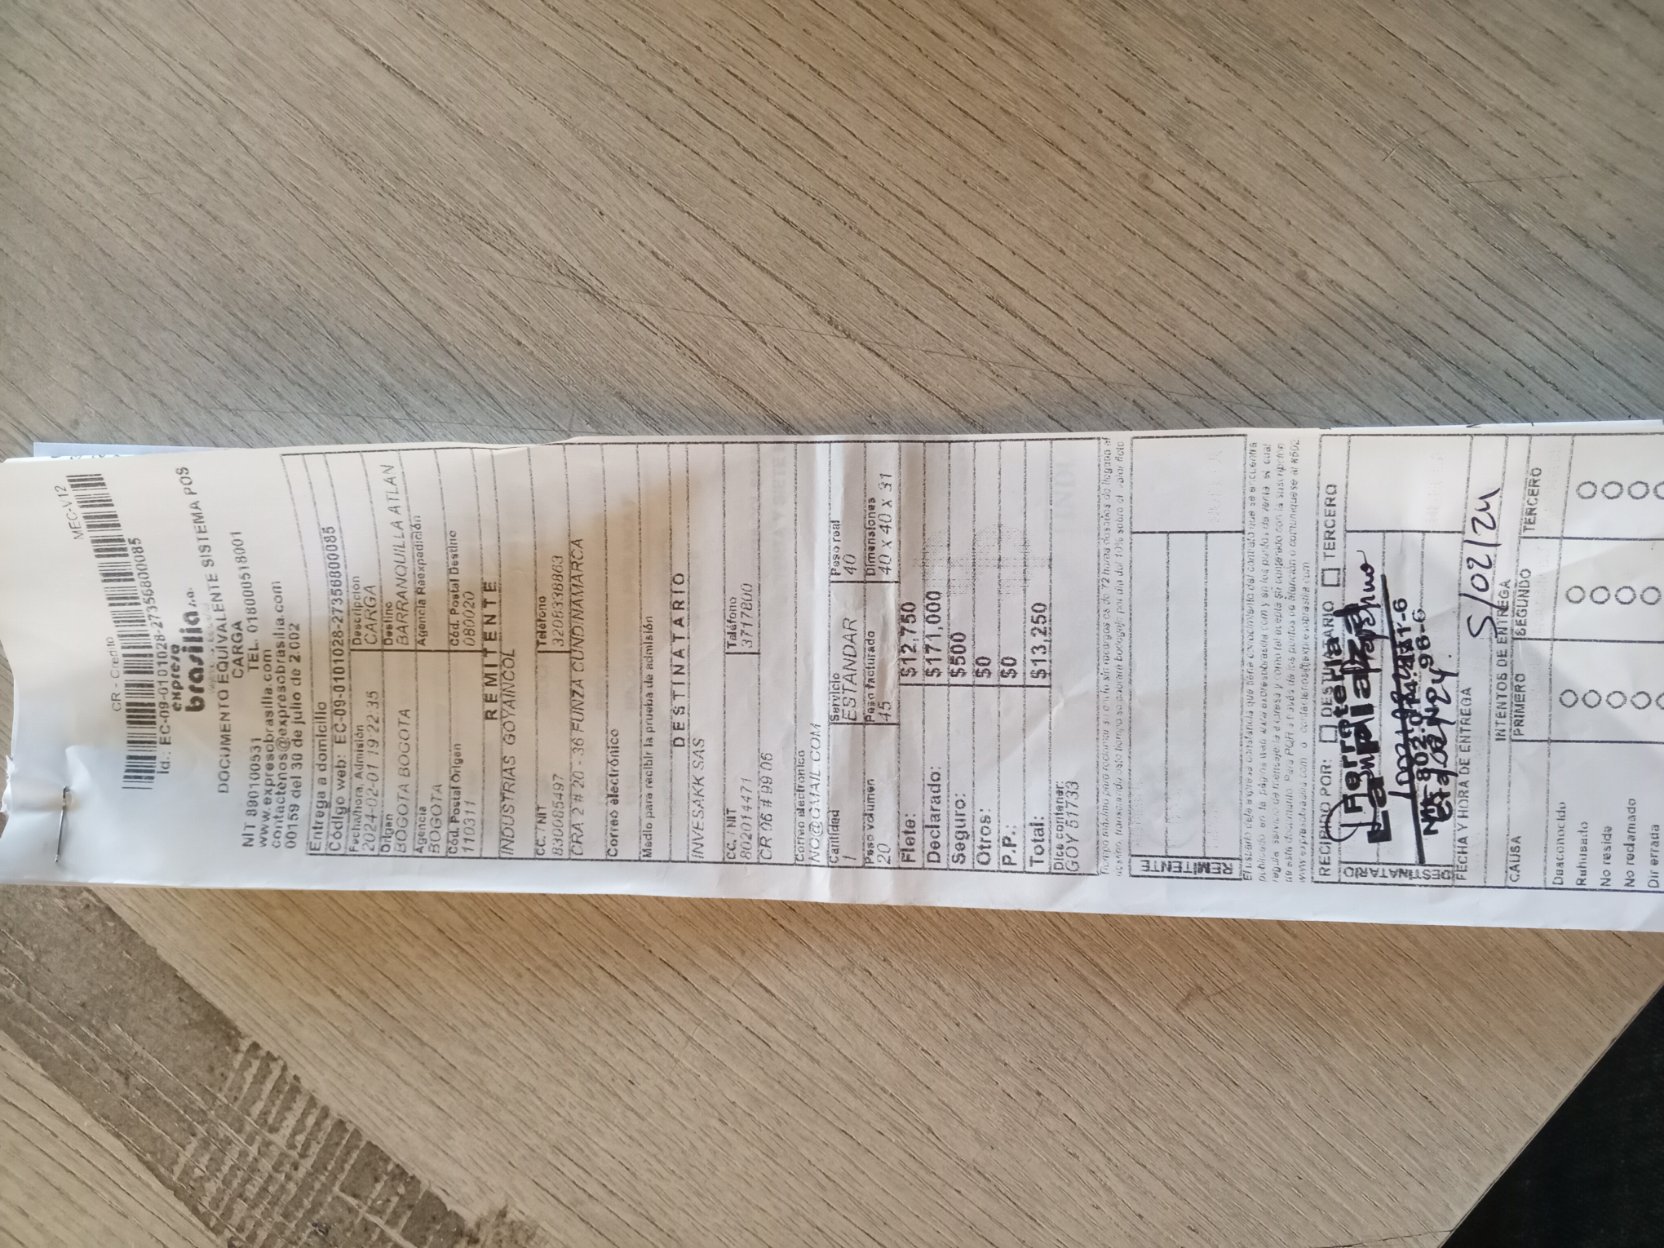 MEC-V.12
CR - Credito
Id.: EC-09-0101028-27356800085
expreso
brasilia s.a.
DOCUMENTO EQUIVALENTE SISTEMA POS
CARGA
NIT 890100531 TEL. 018000518001
www.expresobrasilia.com
contactenos@expresobrasilia.com
00159 del 30 de julio de 2.002
Entrega a domicilio
Código web: EC-09-0101028-27356800085
Fecha/hora, Admisión Descripción
2024-02-01 19:22:35 CARGA
Origen Destino
BOGOTA BOGOTA BARRANQUILLA ATLAN
Agencia Agencia Reexpedición
BOGOTA
Cód. Postal Origen Cód. Postal Destino
110311 080020
REMITENTE
INDUSTRIAS GOYAINCOL
CC. / NIT Teléfono
830085497 3208338863
CRA 2 # 20 - 36 FUNZA CUNDINAMARCA
Correo electrónico
Medio para recibir la prueba de admisión
DESTINATARIO
INVESAKK SAS
CC. / NIT Teléfono
802014471 3717800
CR 06 # 99 06
Correo electronico
NO@GMAIL.COM
Cantidad Servicio Peso real
1 ESTANDAR 40
Peso volumen Peso facturado Dimensiones
20 45 40 x 40 x 31
Flete: $12,750
Declarado: $171,000
Seguro: $500
Otros: $0
P.P.: $0
Total: $13,250
Dice contener:
GOY 51733
REMITENTE
RECIBIDO POR: DESTINATARIO TERCERO
Ferreteria
DESTINATARIO
FECHA Y HORA DE ENTREGA
5/02/24
INTENTOS DE ENTREGA
CAUSA PRIMERO SEGUNDO TERCERO
Desconocido
Rehusado
No reside
No reclamado
Dir errada